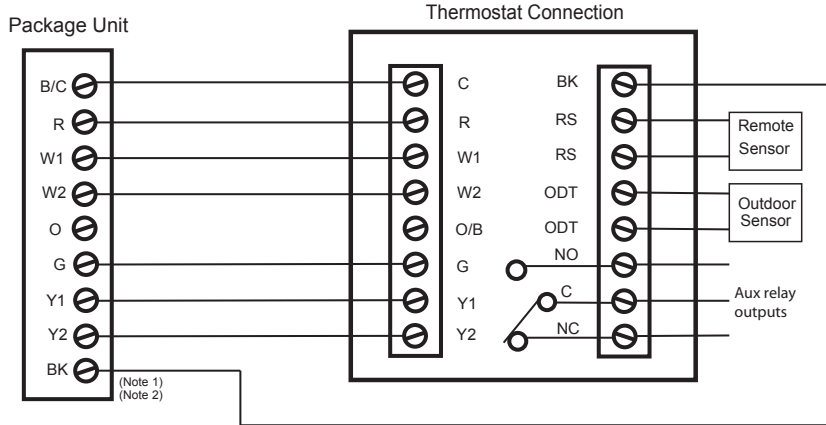 Package Unit
Thermostat Connection
B/C
R
W1
W2
O
G
Y1
Y2
BK
(Note 1)
(Note 2)
C
R
W1
W2
O/B
G
Y1
Y2
BK
RS
RS
ODT
ODT
NO
C
NC
Remote
Sensor
Outdoor
Sensor
Aux relay
outputs